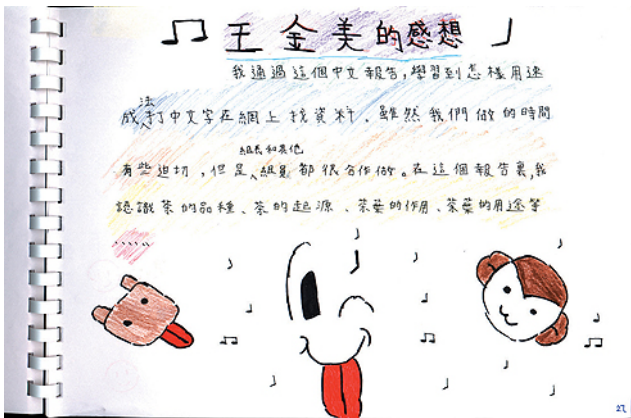 王金美的感想
我通過這個中文報告,學習到怎樣用速
成法打中文字在網上找資料。雖然我們做的時間
有些迫切,但是組長和其他組員都很合作做。在這個報告裏,我
認識茶的品種、茶的起源、茶葉的作用、茶葉的用途等
……
27